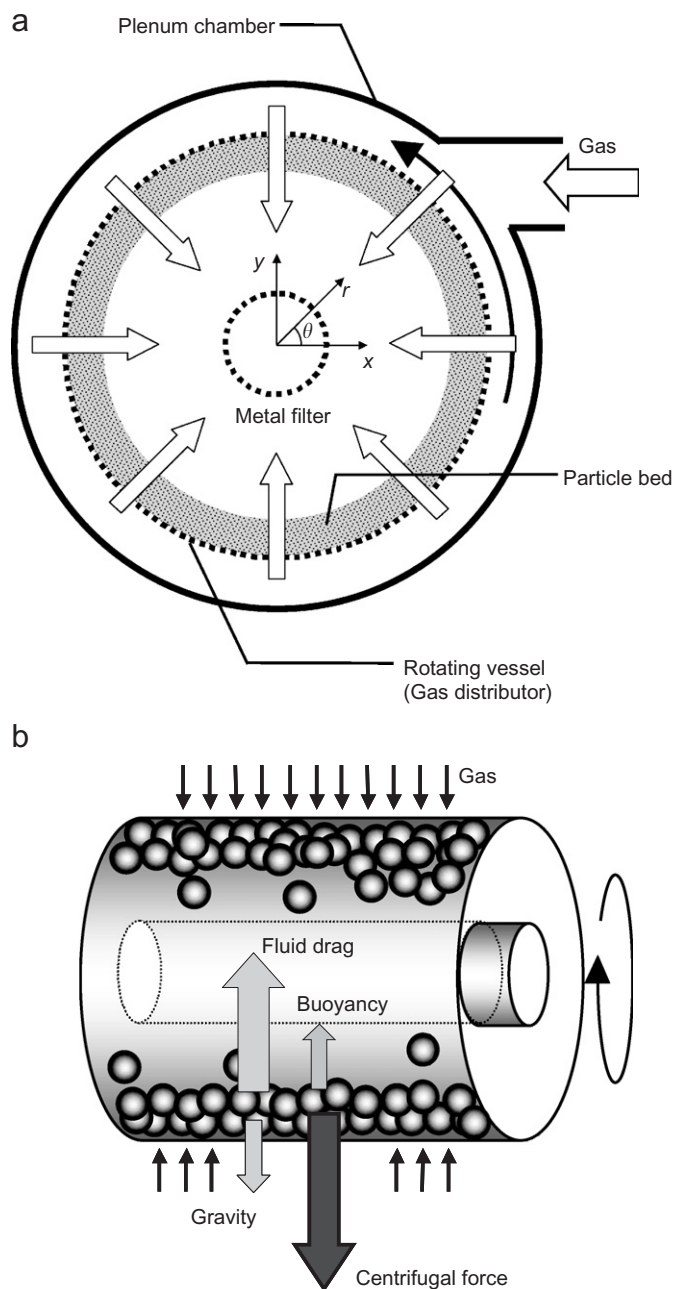 a
Plenum chamber
Gas
y
r
θ
x
Metal filter
Particle bed
Rotating vessel
(Gas distributor)
b
Gas
Fluid drag
Buoyancy
Gravity
Centrifugal force